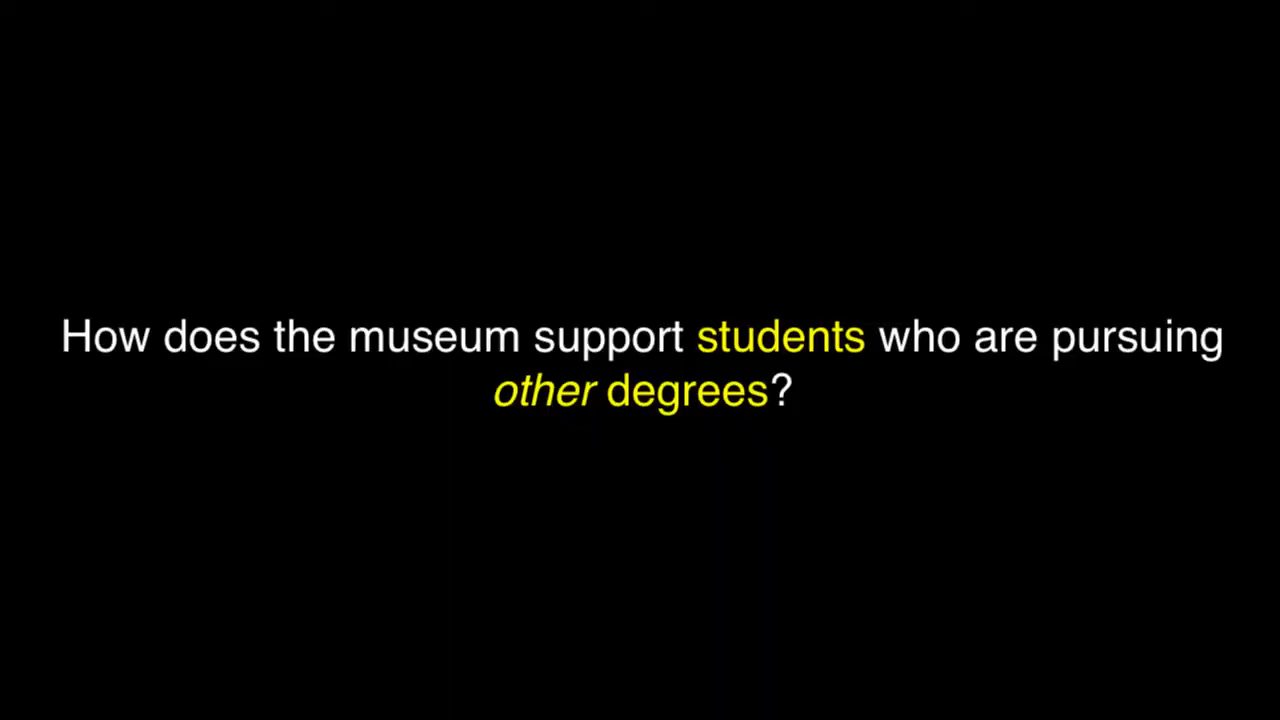 How does the museum support students who are pursuing
other degrees?